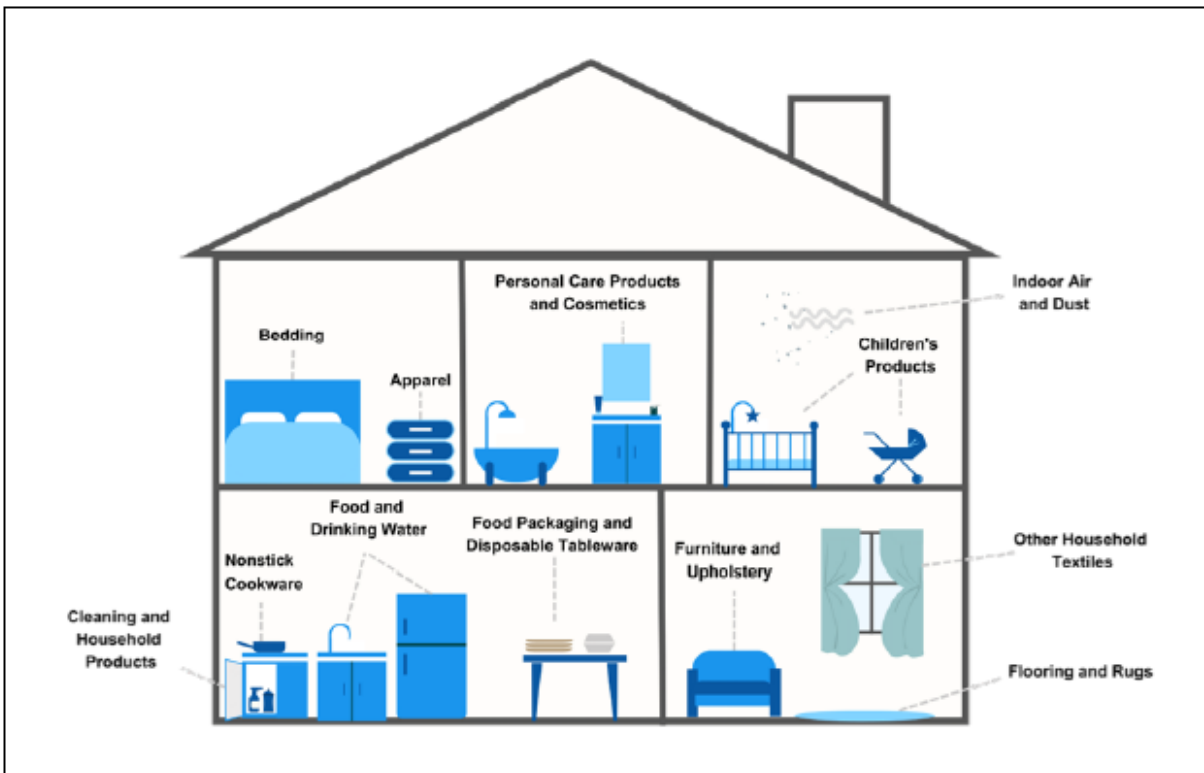 Personal Care Products
and Cosmetics
Indoor Air
and Dust
Bedding
Children's
Products
Apparel
Food and
Drinking Water
Food Packaging and
Disposable Tableware
Furniture and
Upholstery
Other Household
Textiles
Nonstick
Cookware
Cleaning and
Household
Products
Flooring and Rugs